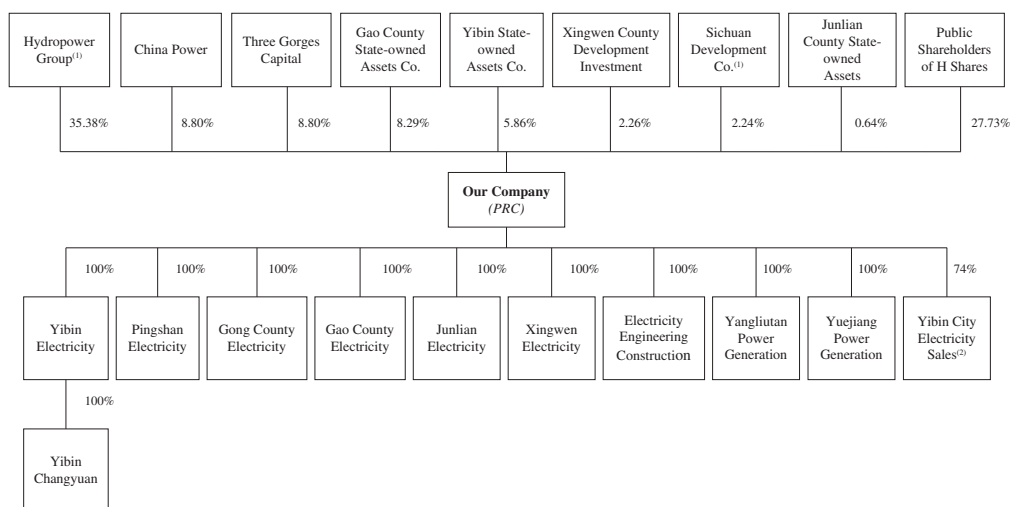 Hydropower
Group(1)
China Power
Three Gorges
Capital
Gao County
State-owned
Assets Co.
Yibin State-
owned
Assets Co.
Xingwen County
Development
Investment
Sichuan
Development
Co.(1)
Junlian
County State-
owned
Assets
Public
Shareholders
of H Shares
35.38%
8.80%
8.80%
8.29%
5.86%
2.26%
2.24%
0.64%
27.73%
Our Company
(PRC)
100%
100%
100%
100%
100%
100%
100%
100%
100%
74%
Yibin
Electricity
Pingshan
Electricity
Gong County
Electricity
Gao County
Electricity
Junlian
Electricity
Xingwen
Electricity
Electricity
Engineering
Construction
Yangliutan
Power
Generation
Yuejiang
Power
Generation
Yibin City
Electricity
Sales(2)
100%
Yibin
Changyuan